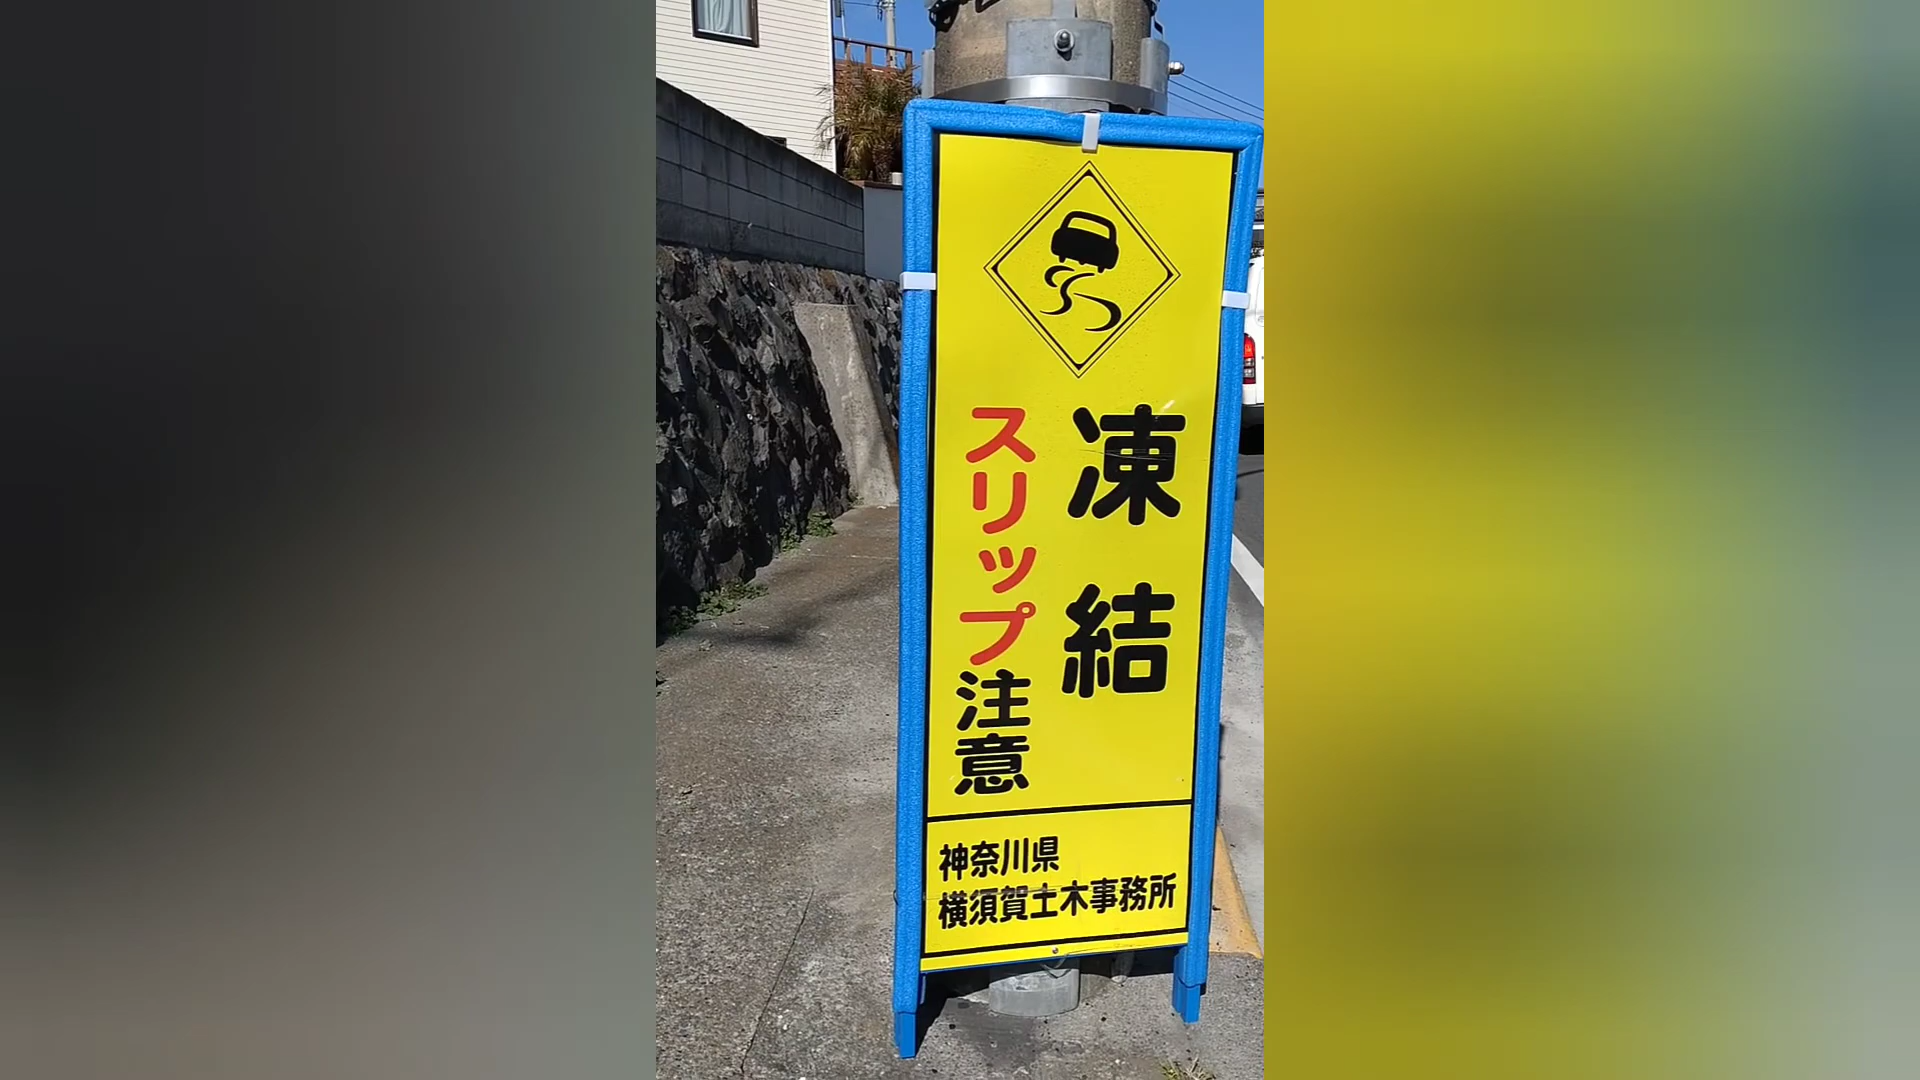 凍結
スリップ注意
神奈川県
横須賀土木事務所